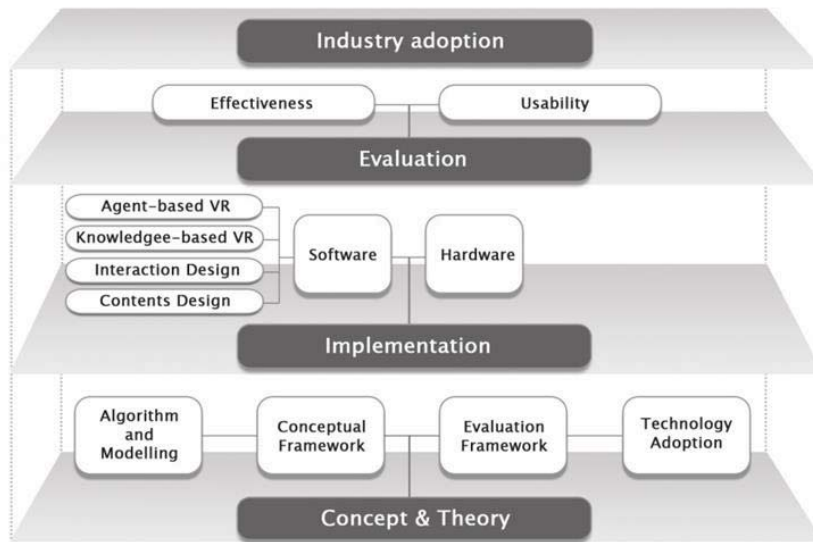 Industry adoption
Effectiveness
Usability
Evaluation
Agent-based VR
Knowledgee-based VR
Interaction Design
Contents Design
Software
Hardware
Implementation
Algorithm
and
Modelling
Conceptual
Framework
Evaluation
Framework
Technology
Adoption
Concept & Theory